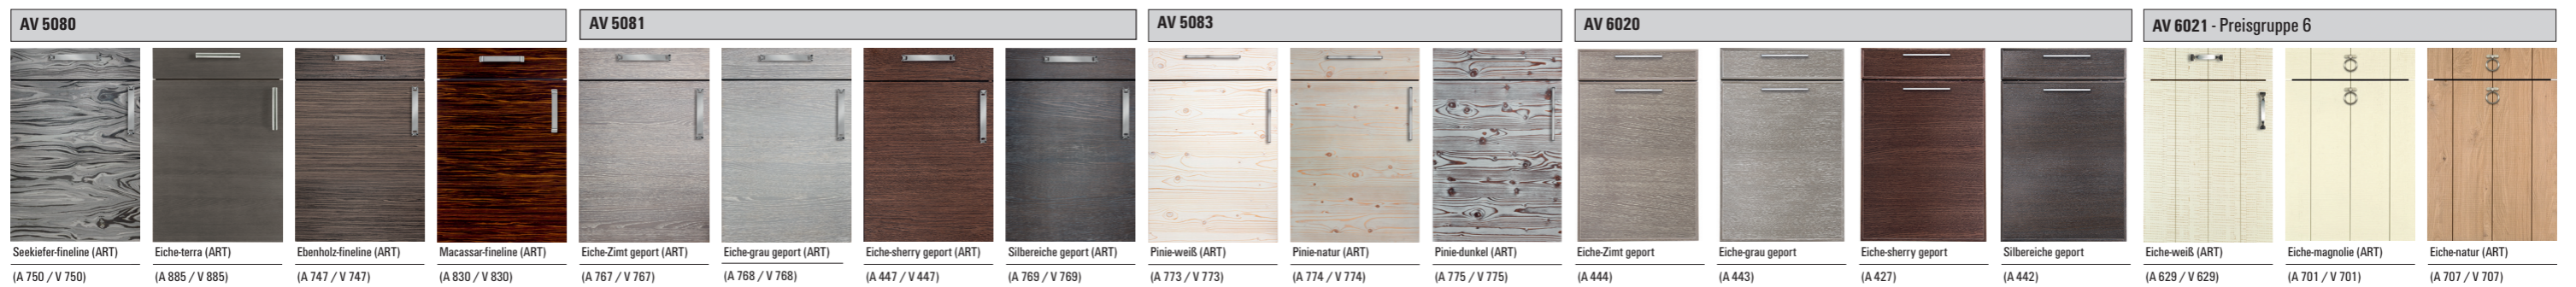 AV 5080
AV 5081
AV 5083
AV 6020
AV 6021 - Preisgruppe 6
Seekiefer-fineline (ART)
(A 750 / V 750)
Eiche-terra (ART)
(A 885 / V 885)
Ebenholz-fineline (ART)
(A 747 / V 747)
Macassar-fineline (ART)
(A 830 / V 830)
Eiche-Zimt geport (ART)
(A 767 / V 767)
Eiche-grau geport (ART)
(A 768 / V 768)
Eiche-sherry geport (ART)
(A 447 / V 447)
Silbereiche geport (ART)
(A 769 / V 769)
Pinie-weiß (ART)
(A 773 / V 773)
Pinie-natur (ART)
(A 774 / V 774)
Pinie-dunkel (ART)
(A 775 / V 775)
Eiche-Zimt geport
(A 444)
Eiche-grau geport
(A 443)
Eiche-sherry geport
(A 427)
Silbereiche geport
(A 442)
Eiche-weiß (ART)
(A 629 / V 629)
Eiche-magnolie (ART)
(A 701 / V 701)
Eiche-natur (ART)
(A 707 / V 707)